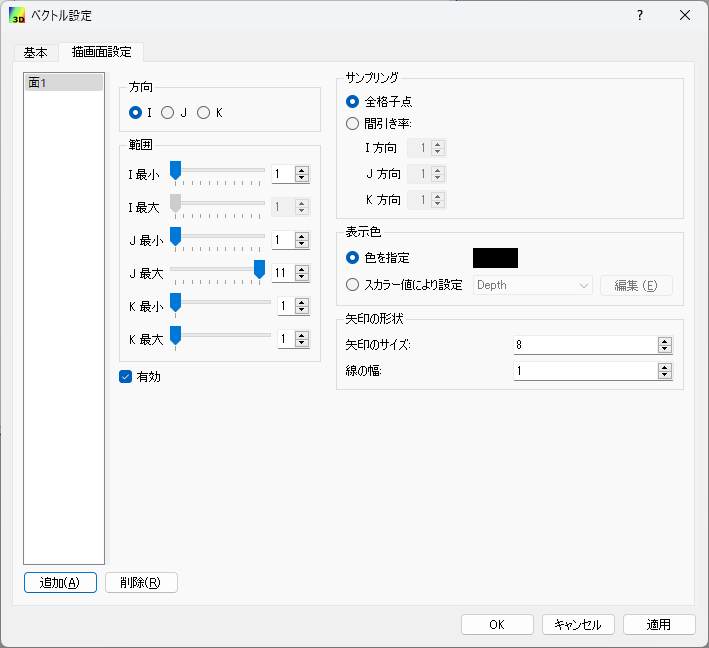 3D ベクトル設定 ?
基本 描画面設定
面1
方向
I J K
範囲
I 最小 1
I 最大 1
J 最小 1
J 最大 11
K 最小 1
K 最大 1
有効
サンプリング
全格子点
間引き率:
I 方向 1
J 方向 1
K 方向 1
表示色
色を指定
スカラー値により設定 Depth 編集 (E)
矢印の形状
矢印のサイズ: 8
線の幅: 1
追加(A) 削除(R)
OK キャンセル 適用